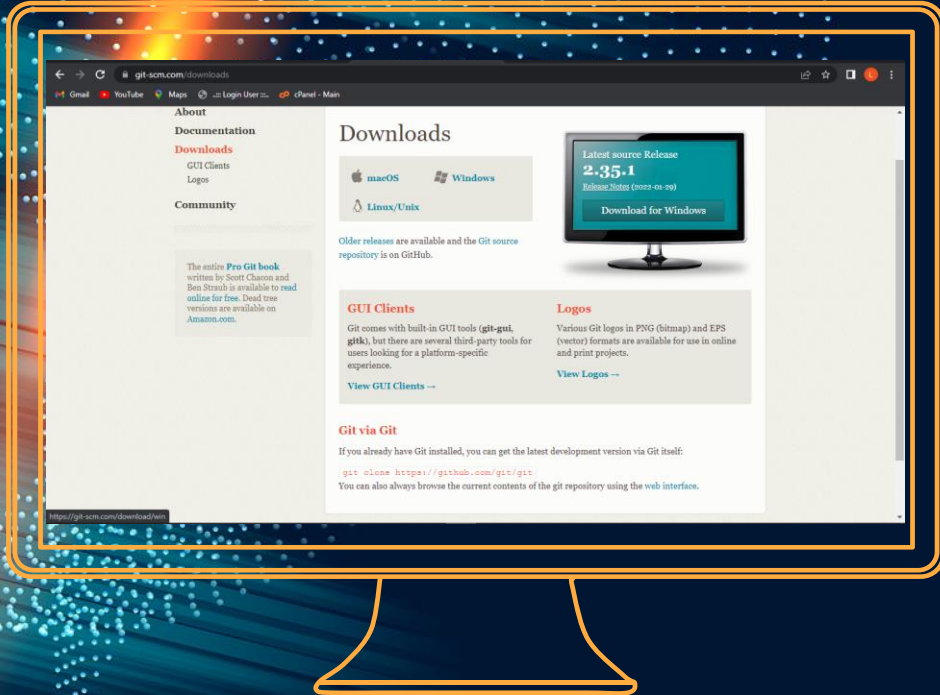 git-scm.com/downloads
L
Gmail YouTube Maps ..:: Login User ::.. cPanel - Main
About
Documentation
Downloads
GUI Clients
Logos
Community
The entire Pro Git book
written by Scott Chacon and
Ben Straub is available to read
online for free. Dead tree
versions are available on
Amazon.com.
Downloads
macOS Windows
Linux/Unix
Older releases are available and the Git source
repository is on GitHub.
Latest source Release
2.35.1
Release Notes (2022-01-29)
Download for Windows
GUI Clients
Git comes with built-in GUI tools (git-gui,
gitk), but there are several third-party tools for
users looking for a platform-specific
experience.
View GUI Clients →
Logos
Various Git logos in PNG (bitmap) and EPS
(vector) formats are available for use in online
and print projects.
View Logos →
Git via Git
If you already have Git installed, you can get the latest development version via Git itself:
git clone https://github.com/git/git
You can also always browse the current contents of the git repository using the web interface.
https://git-scm.com/download/win